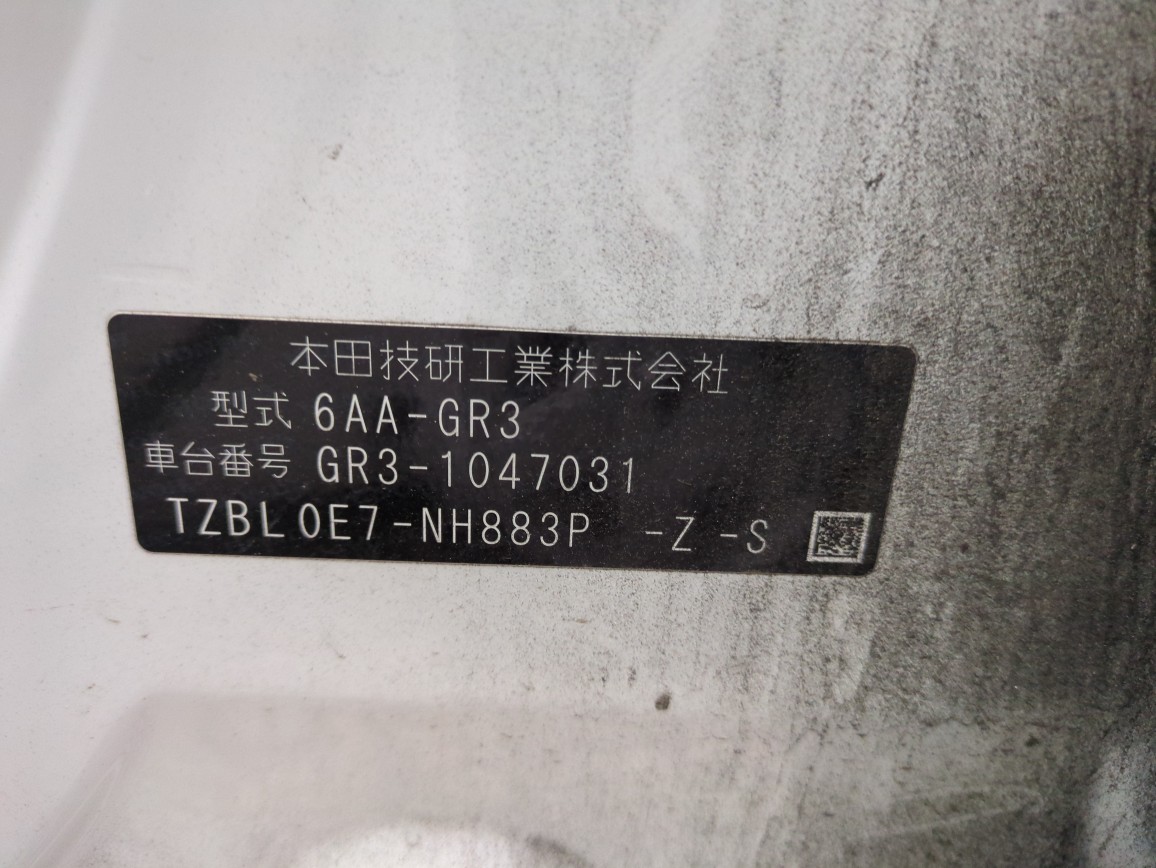 本田技研工業株式会社
型式 6AA-GR3
車台番号 GR3-1047031
TZBL0E7-NH883P -Z -S